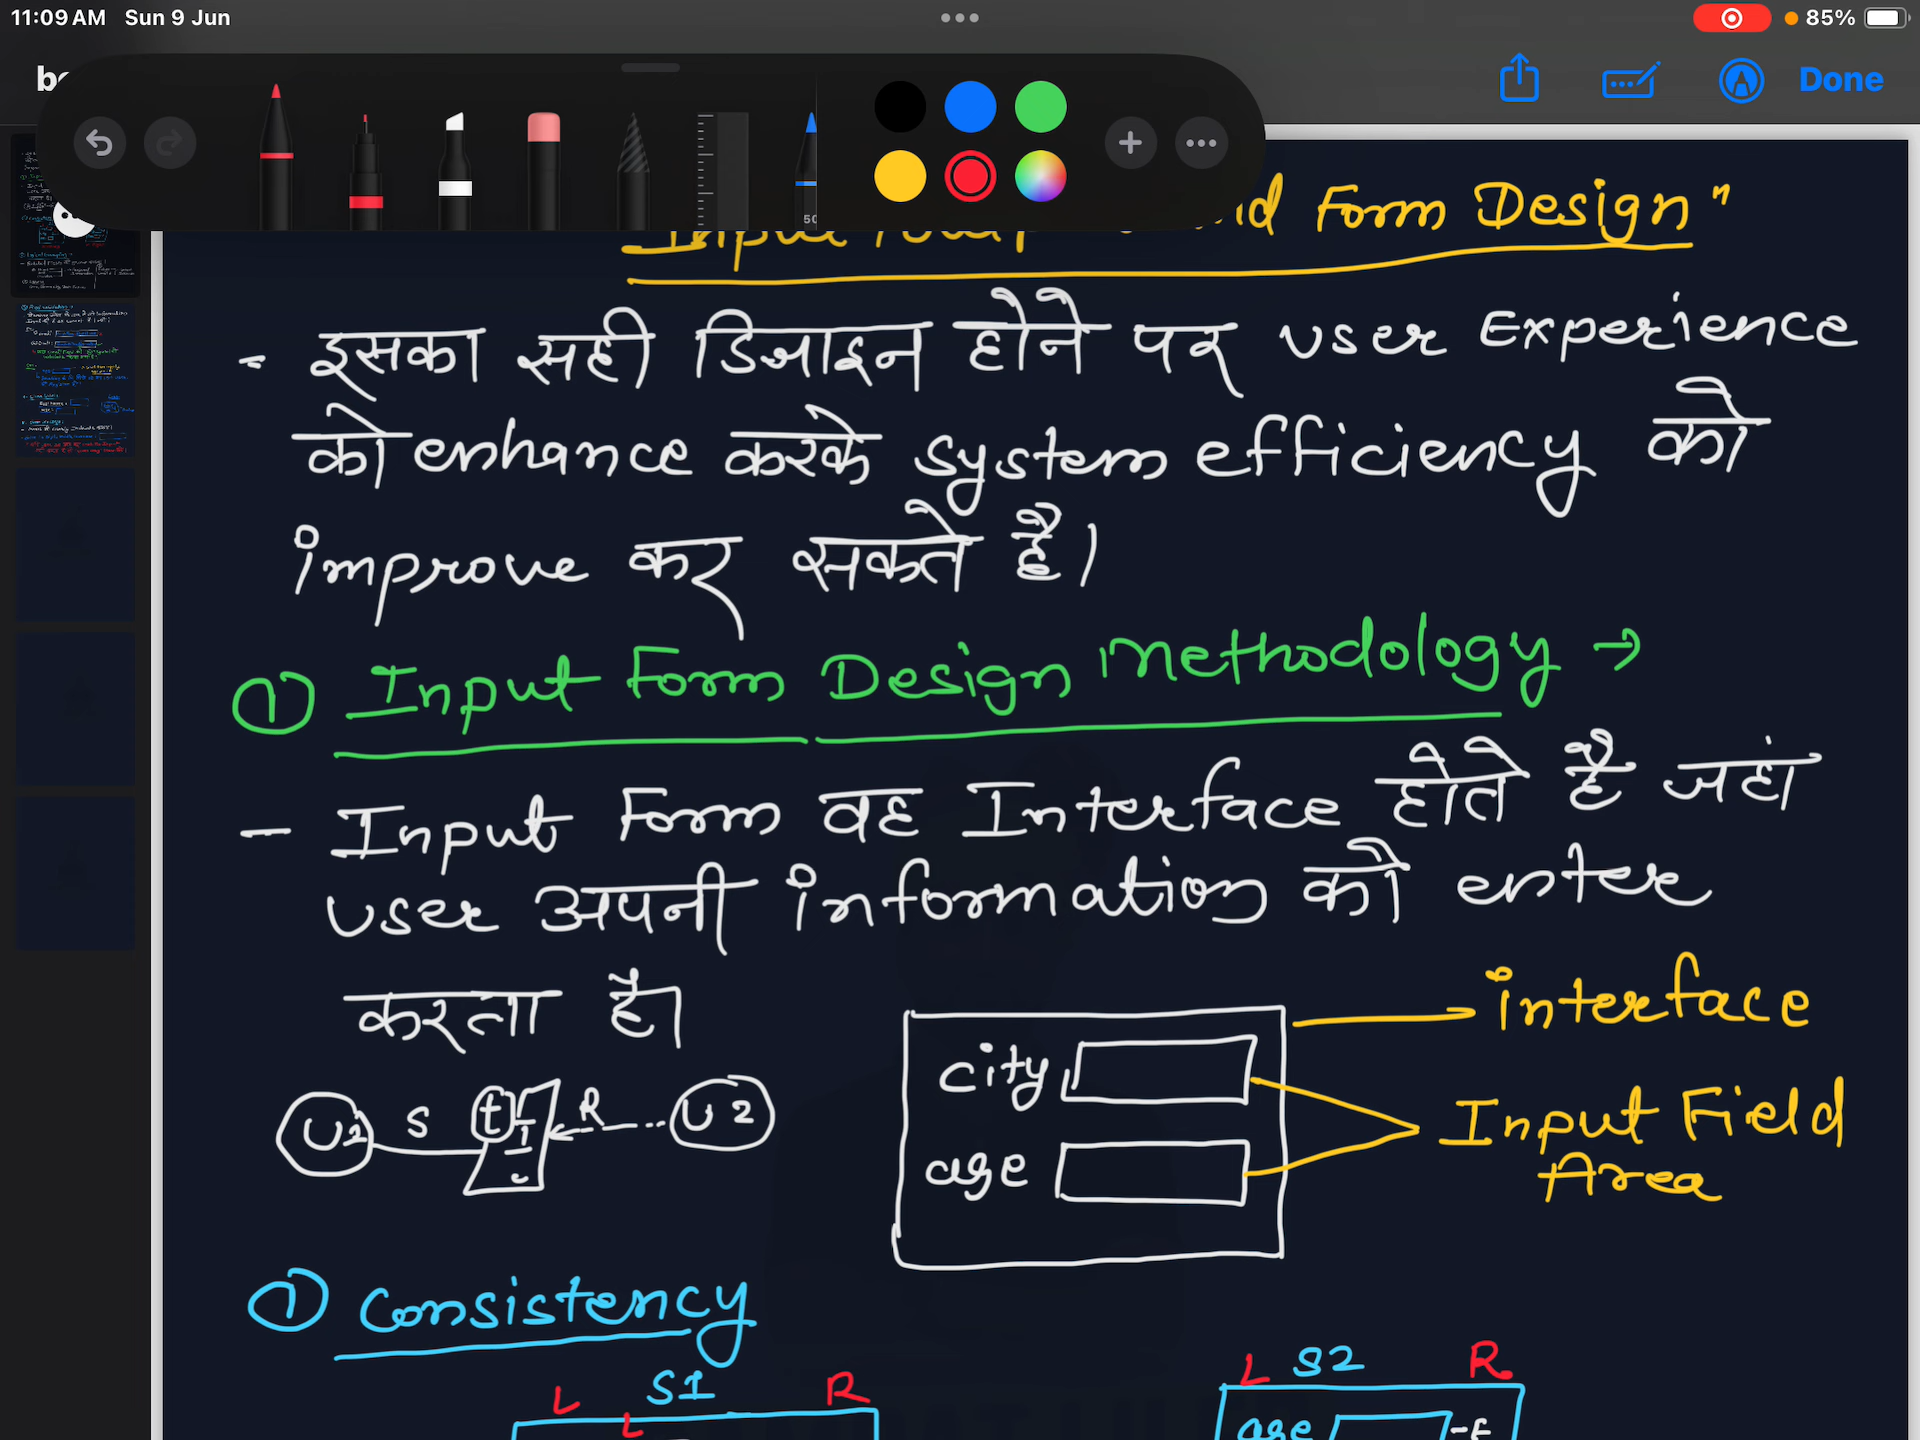 11:09 AM Sun 9 Jun
85%
Done
50
Form Design"
- इसका सही डिजाइन होने पर user Experience
को enhance करके system efficiency को
improve कर सकते है।
① Input Form Design methodology →
- Input Form वह Interface होते है जहां
user अपनी information को enter
करता है।
interface
city
Input Field
Area
age
S R U2
① Consistency
L S1 R
L
L S2 R
age